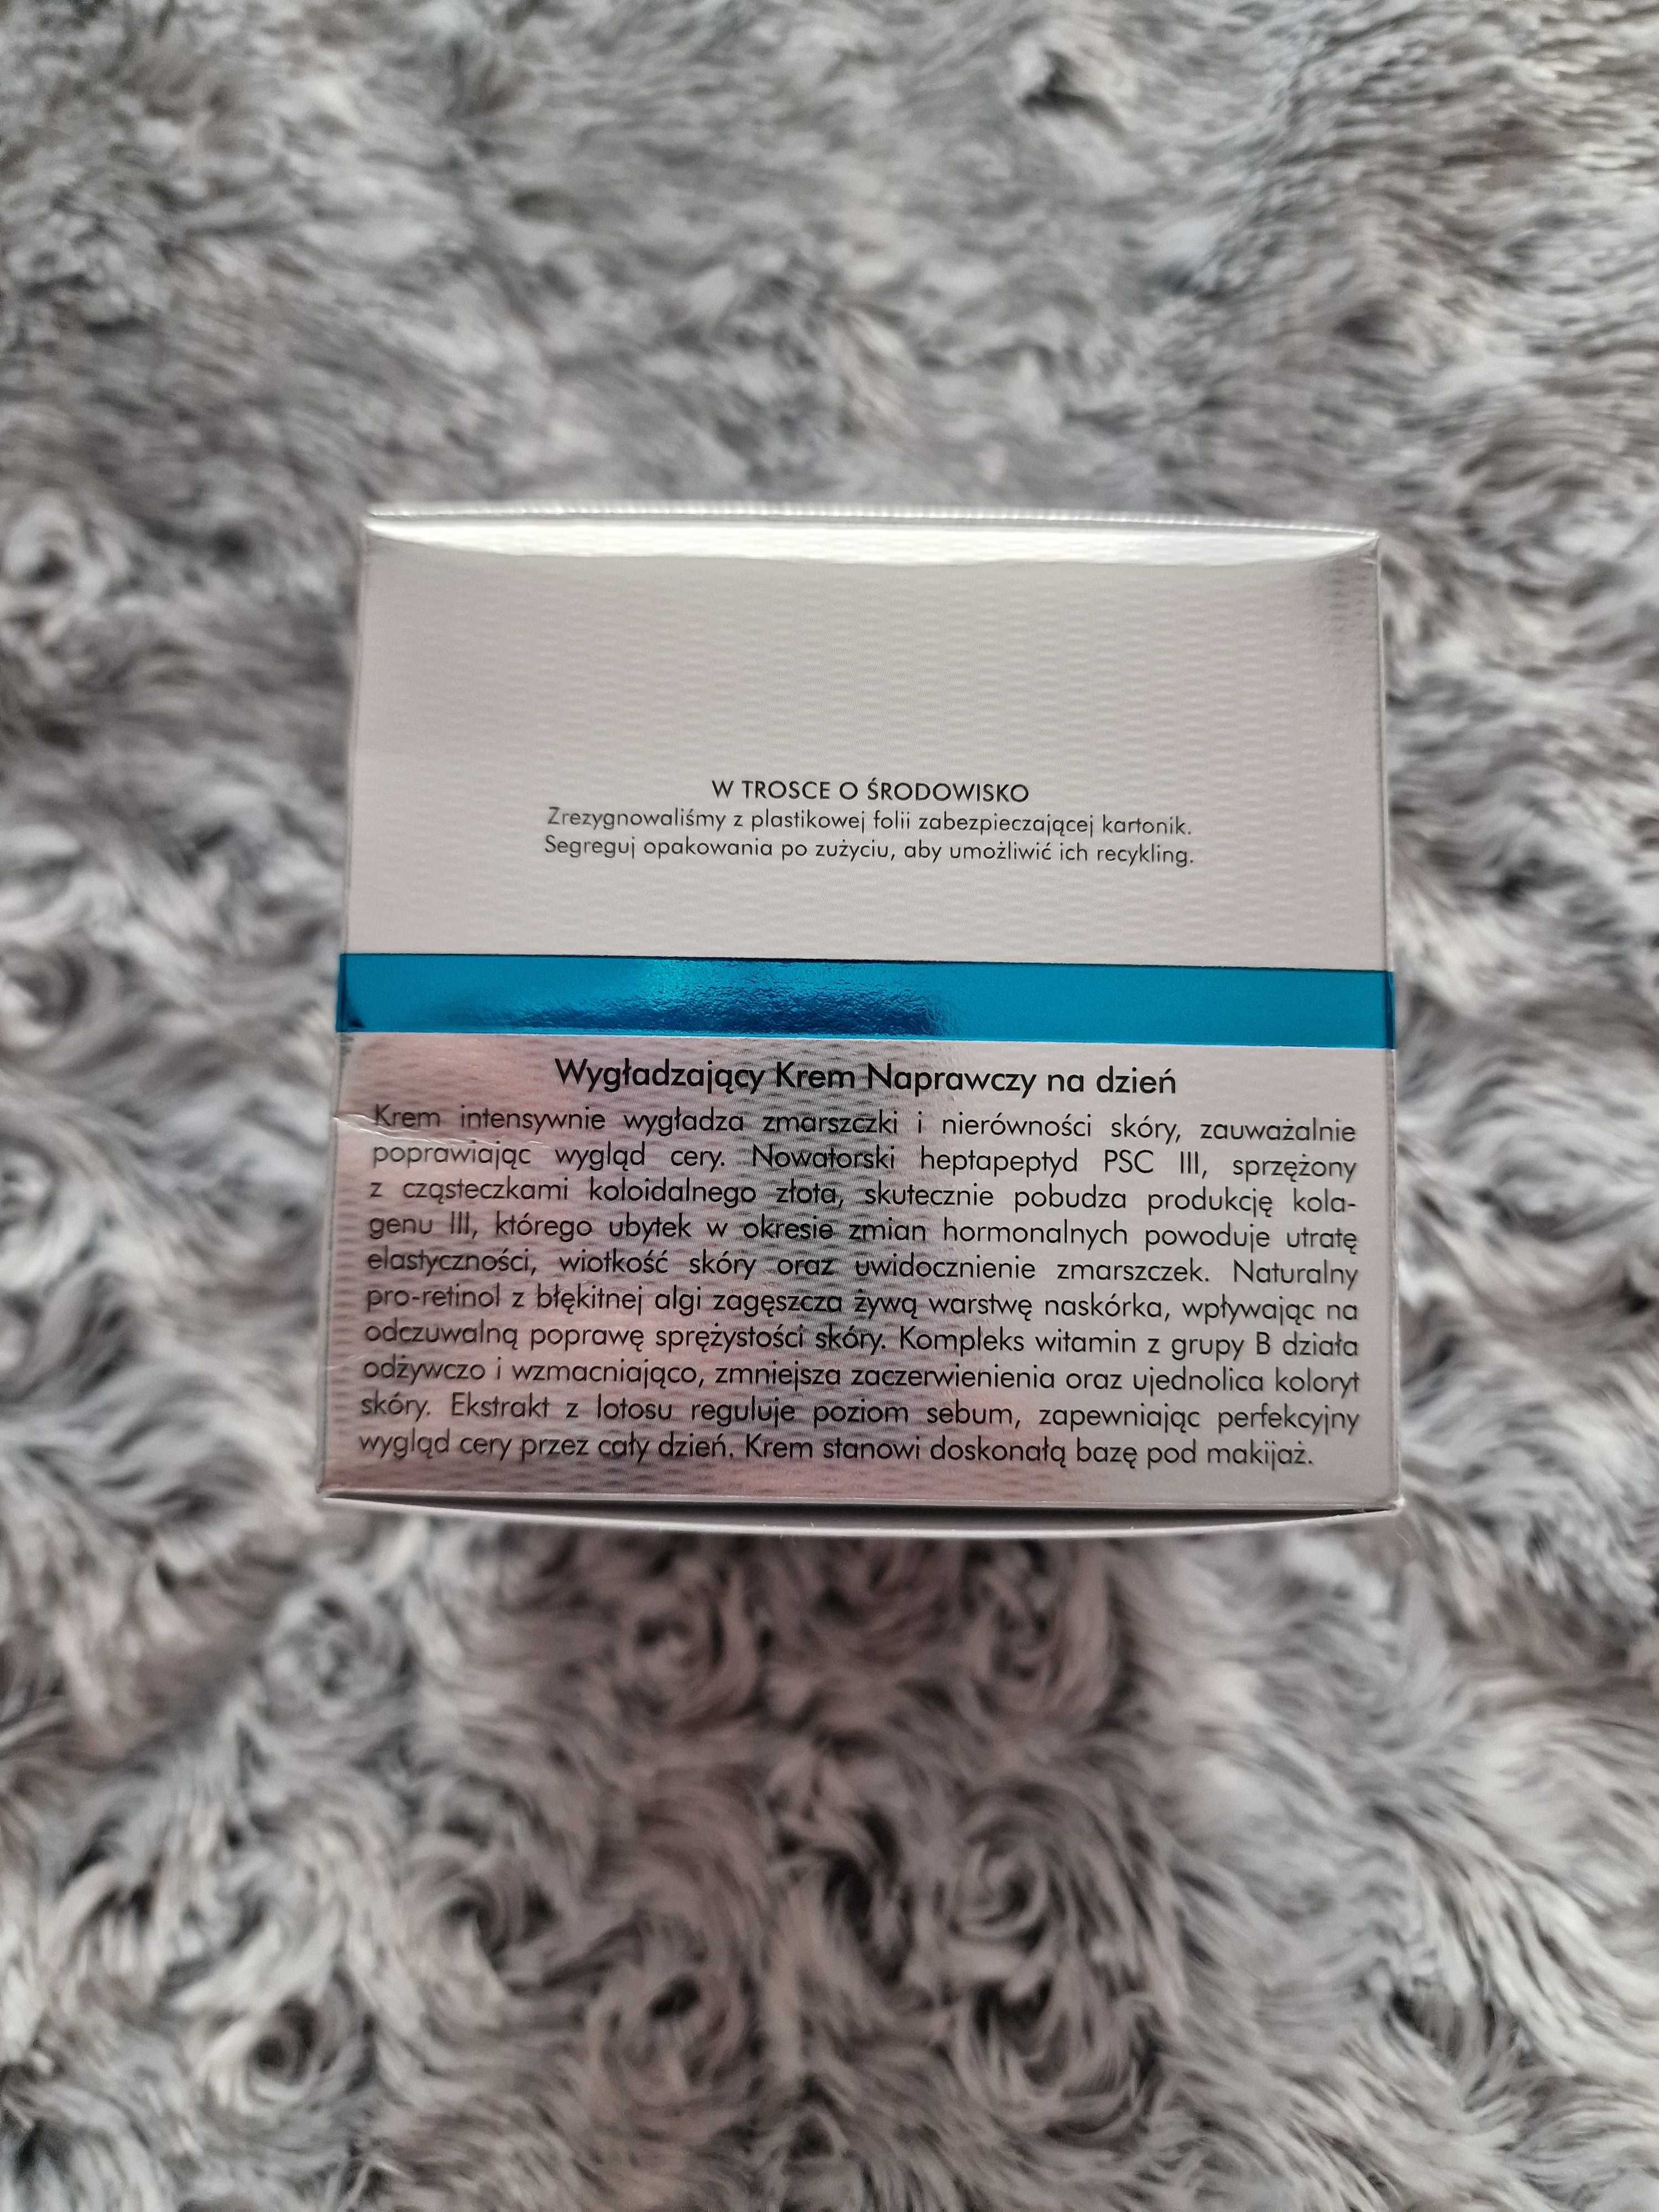 W TROSCE O ŚRODOWISKO
Zrezygnowaliśmy z plastikowej folii zabezpieczającej kartonik.
Segreguj opakowania po zużyciu, aby umożliwić ich recykling.
Wygładzający Krem Naprawczy na dzień
Krem intensywnie wygładza zmarszczki i nierówności skóry, zauważalnie
poprawiając wygląd cery. Nowatorski heptapeptyd PSC III, sprzężony
z cząsteczkami koloidalnego złota, skutecznie pobudza produkcję kola-
genu III, którego ubytek w okresie zmian hormonalnych powoduje utratę
elastyczności, wiotkość skóry oraz uwidocznienie zmarszczek. Naturalny
pro-retinol z błękitnej algi zagęszcza żywą warstwę naskórka, wpływając na
odczuwalną poprawę sprężystości skóry. Kompleks witamin z grupy B działa
odżywczo i wzmacniająco, zmniejsza zaczerwienienia oraz ujednolica koloryt
skóry. Ekstrakt z lotosu reguluje poziom sebum, zapewniając perfekcyjny
wygląd cery przez cały dzień. Krem stanowi doskonałą bazę pod makijaż.